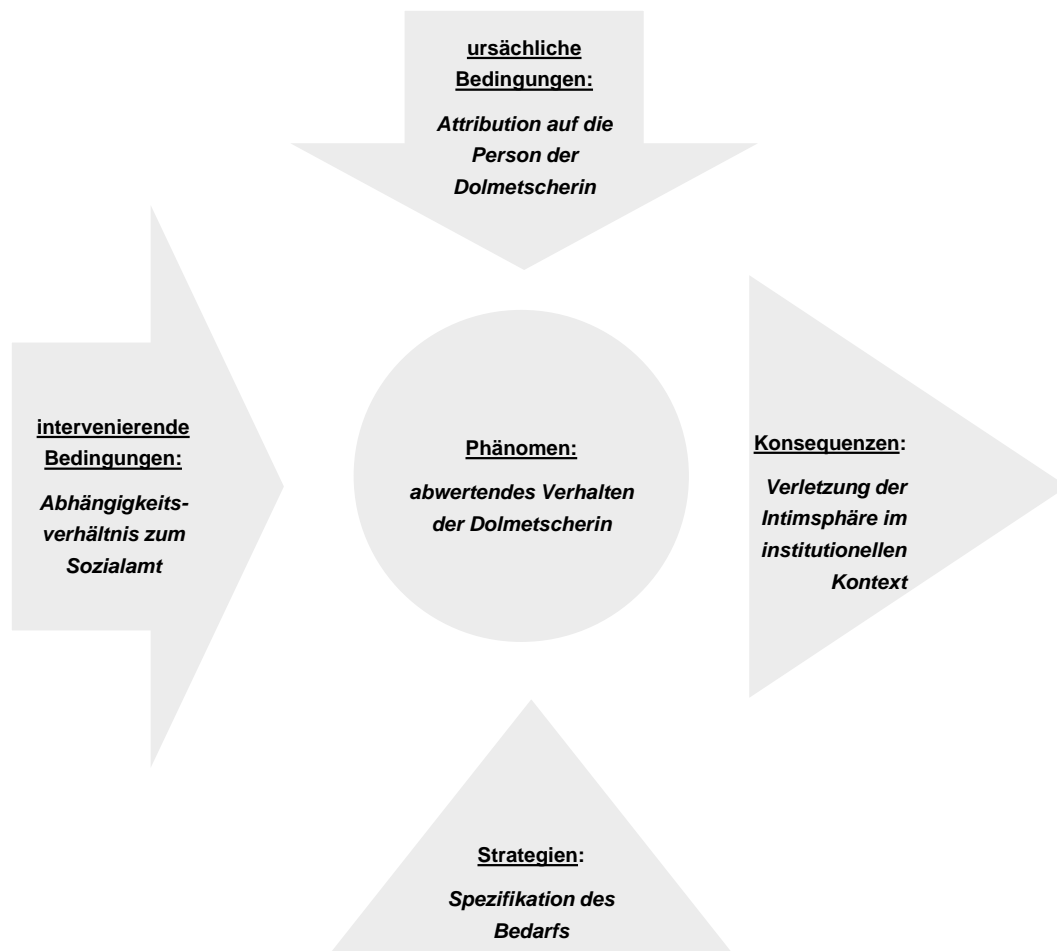 ursächliche
Bedingungen:
Attribution auf die
Person der
Dolmetscherin
intervenierende
Bedingungen:
Abhängigkeits-
verhältnis zum
Sozialamt
Phänomen:
abwertendes Verhalten
der Dolmetscherin
Konsequenzen:
Verletzung der
Intimsphäre im
institutionellen
Kontext
Strategien:
Spezifikation des
Bedarfs